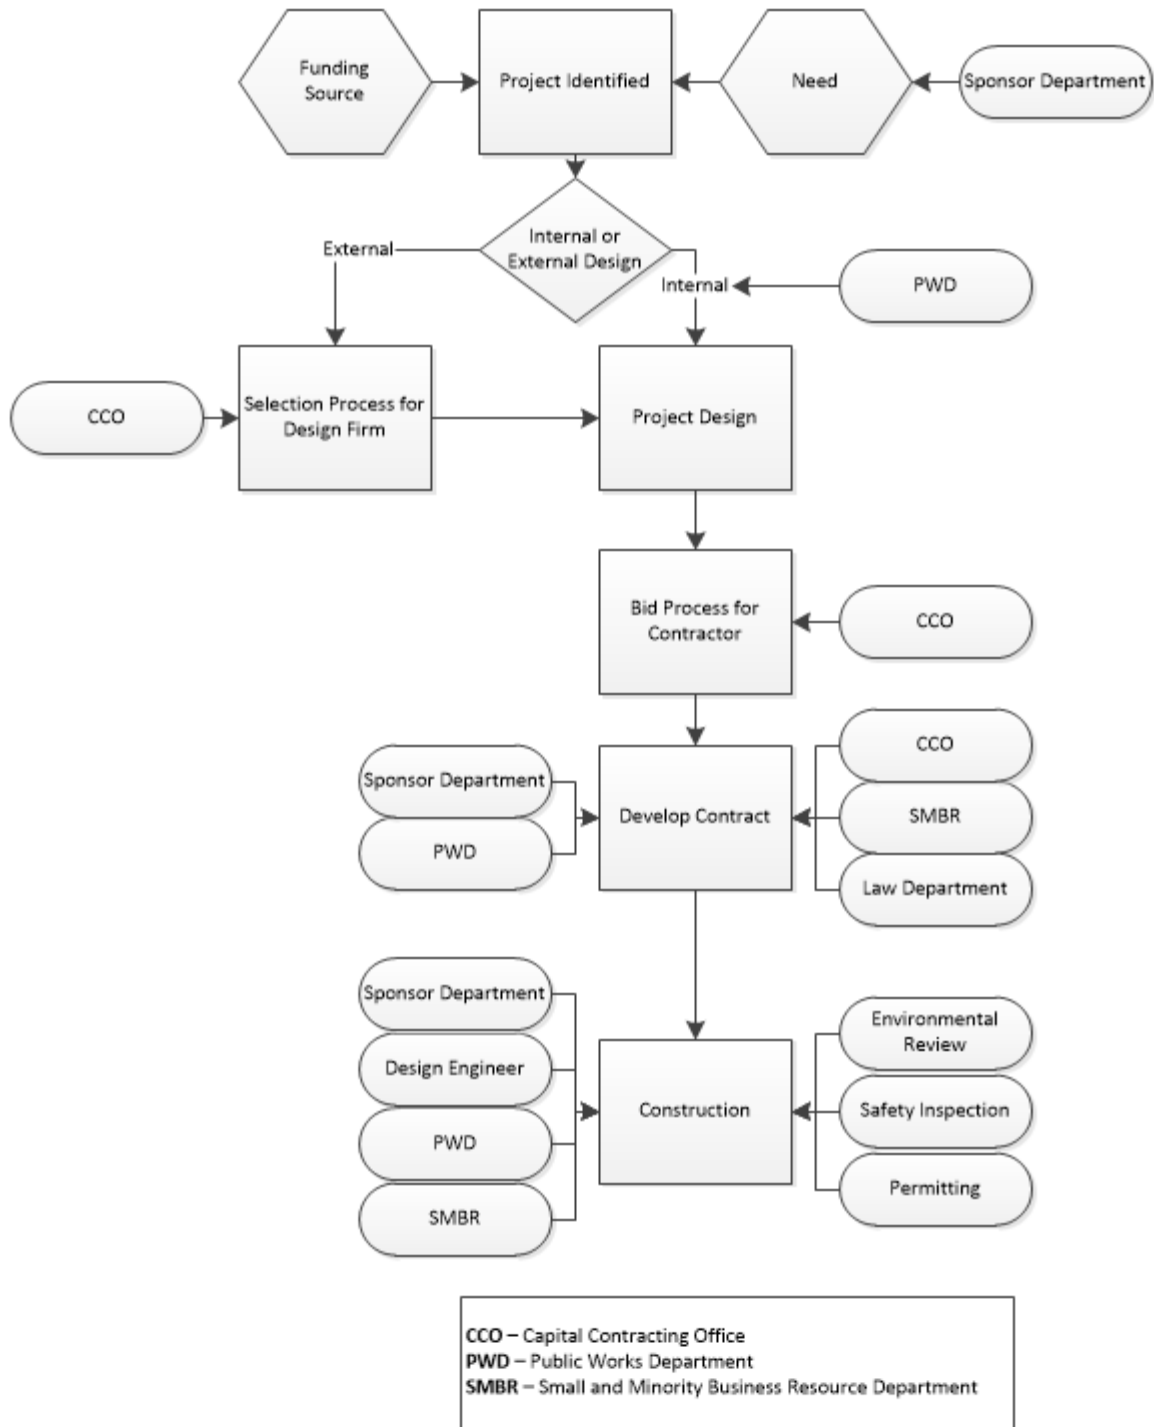 Funding
Source
Project Identified
Need
Sponsor Department
Internal or
External Design
External
Internal
PWD
CCO
Selection Process for
Design Firm
Project Design
Bid Process for
Contractor
CCO
Sponsor Department
PWD
Develop Contract
CCO
SMBR
Law Department
Sponsor Department
Design Engineer
PWD
SMBR
Construction
Environmental
Review
Safety Inspection
Permitting
CCO – Capital Contracting Office
PWD – Public Works Department
SMBR – Small and Minority Business Resource Department